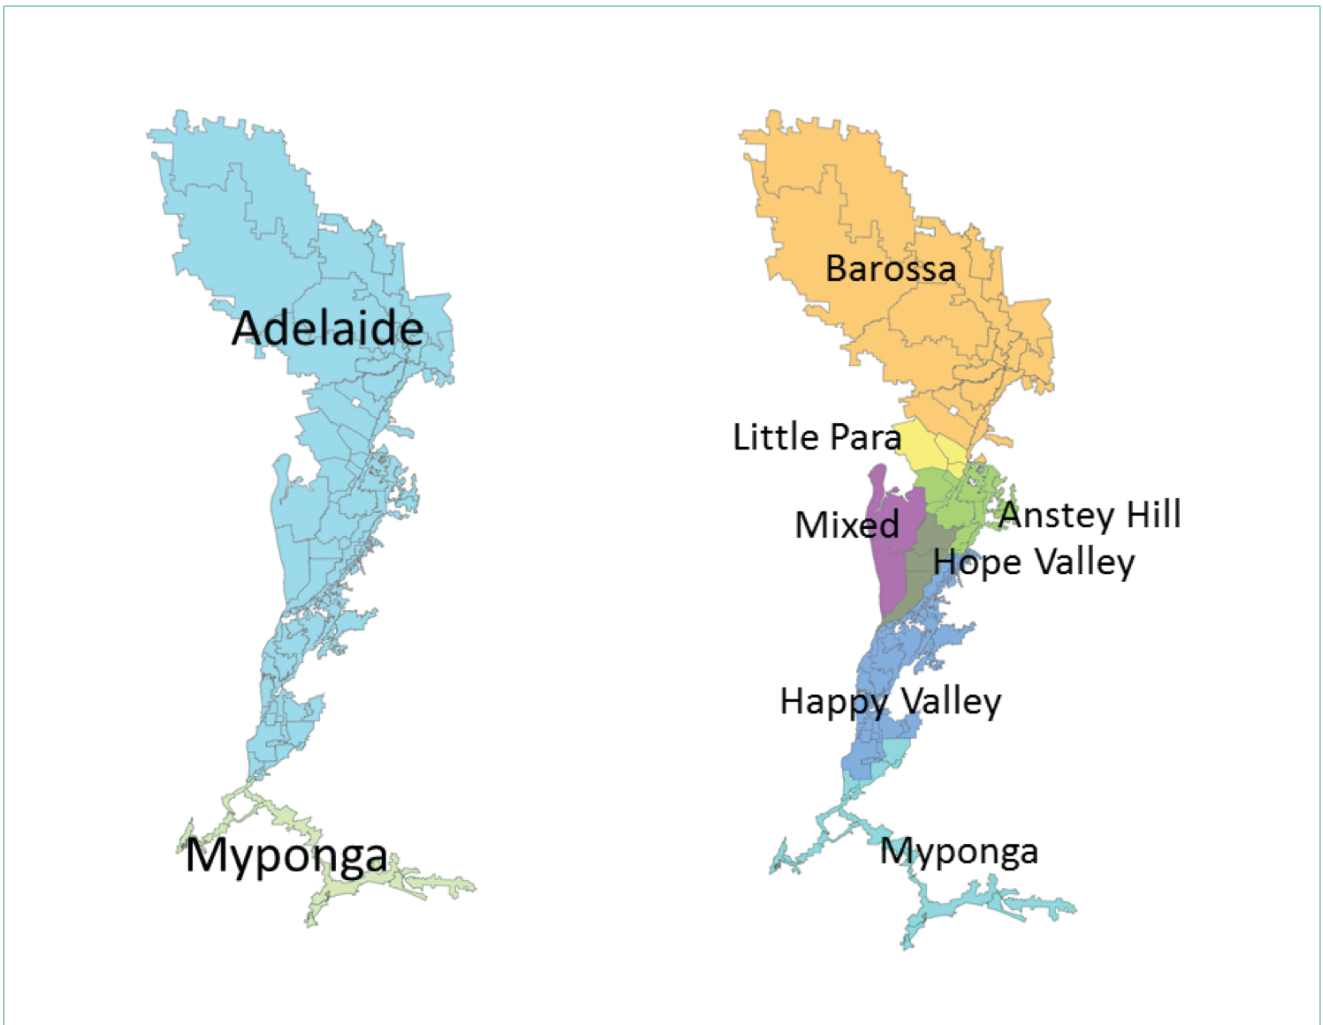 Adelaide
Myponga
Barossa
Little Para
Mixed
Anstey Hill
Hope Valley
Happy Valley
Myponga